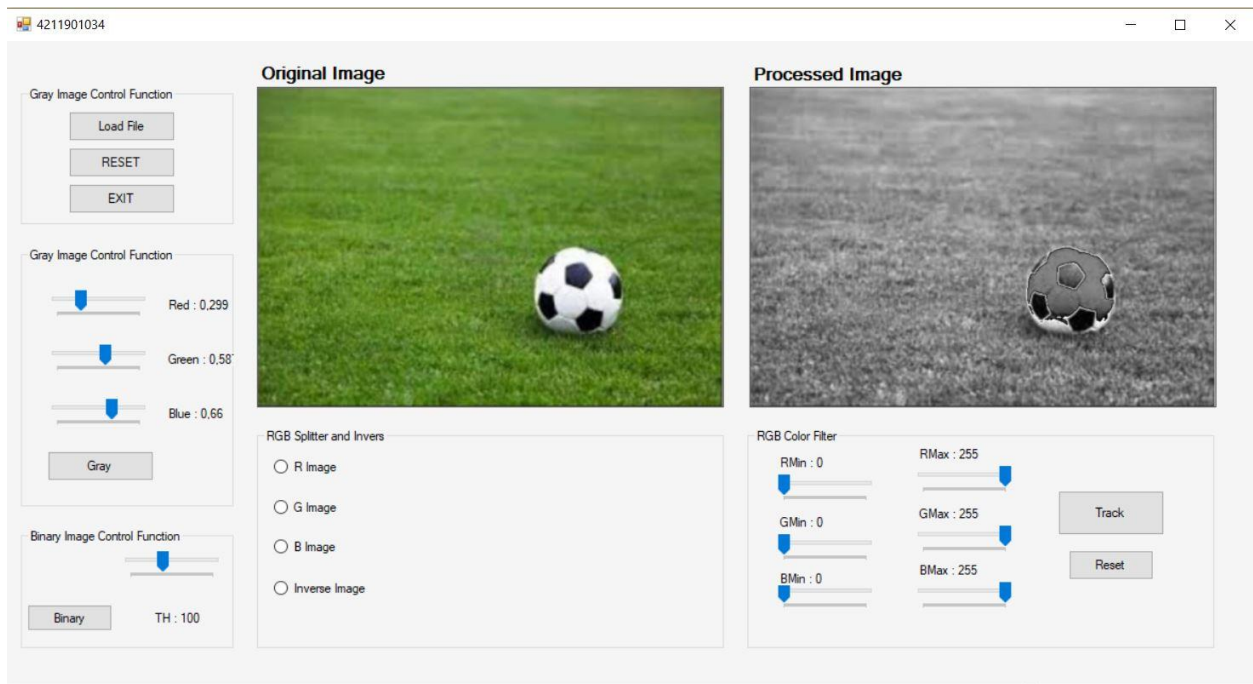 4211901034
Original Image
Processed Image
Gray Image Control Function
Load File
RESET
EXIT
Gray Image Control Function
Red : 0,299
Green : 0,58
Blue : 0,66
Gray
Binary Image Control Function
Binary
TH : 100
RGB Splitter and Invers
R Image
G Image
B Image
Inverse Image
RGB Color Filter
RMin : 0
RMax : 255
GMin : 0
GMax : 255
BMin : 0
BMax : 255
Track
Reset